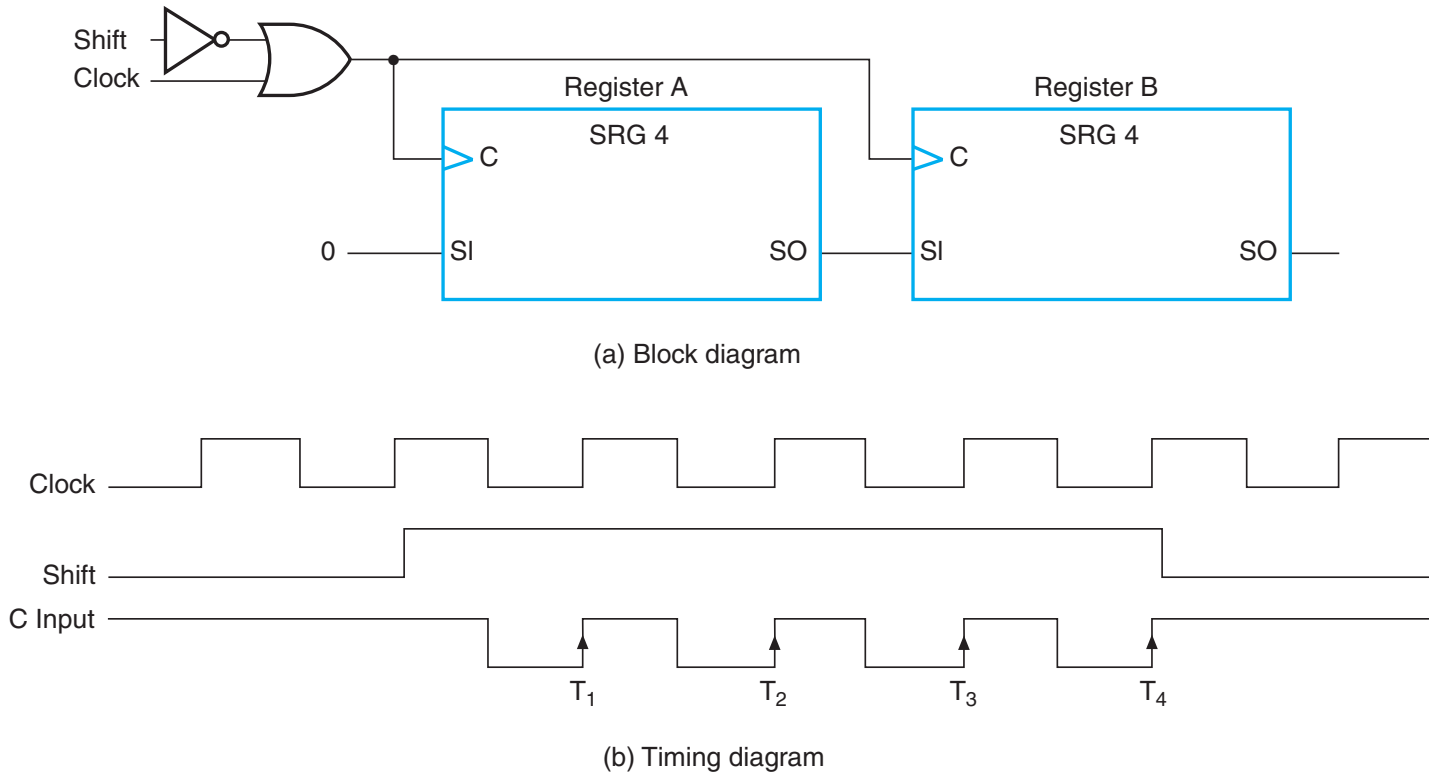 Shift
Clock
Register A
Register B
SRG 4
SRG 4
C
C
0
SI
SO
SI
SO
(a) Block diagram
Clock
Shift
C Input
T1
T2
T3
T4
(b) Timing diagram